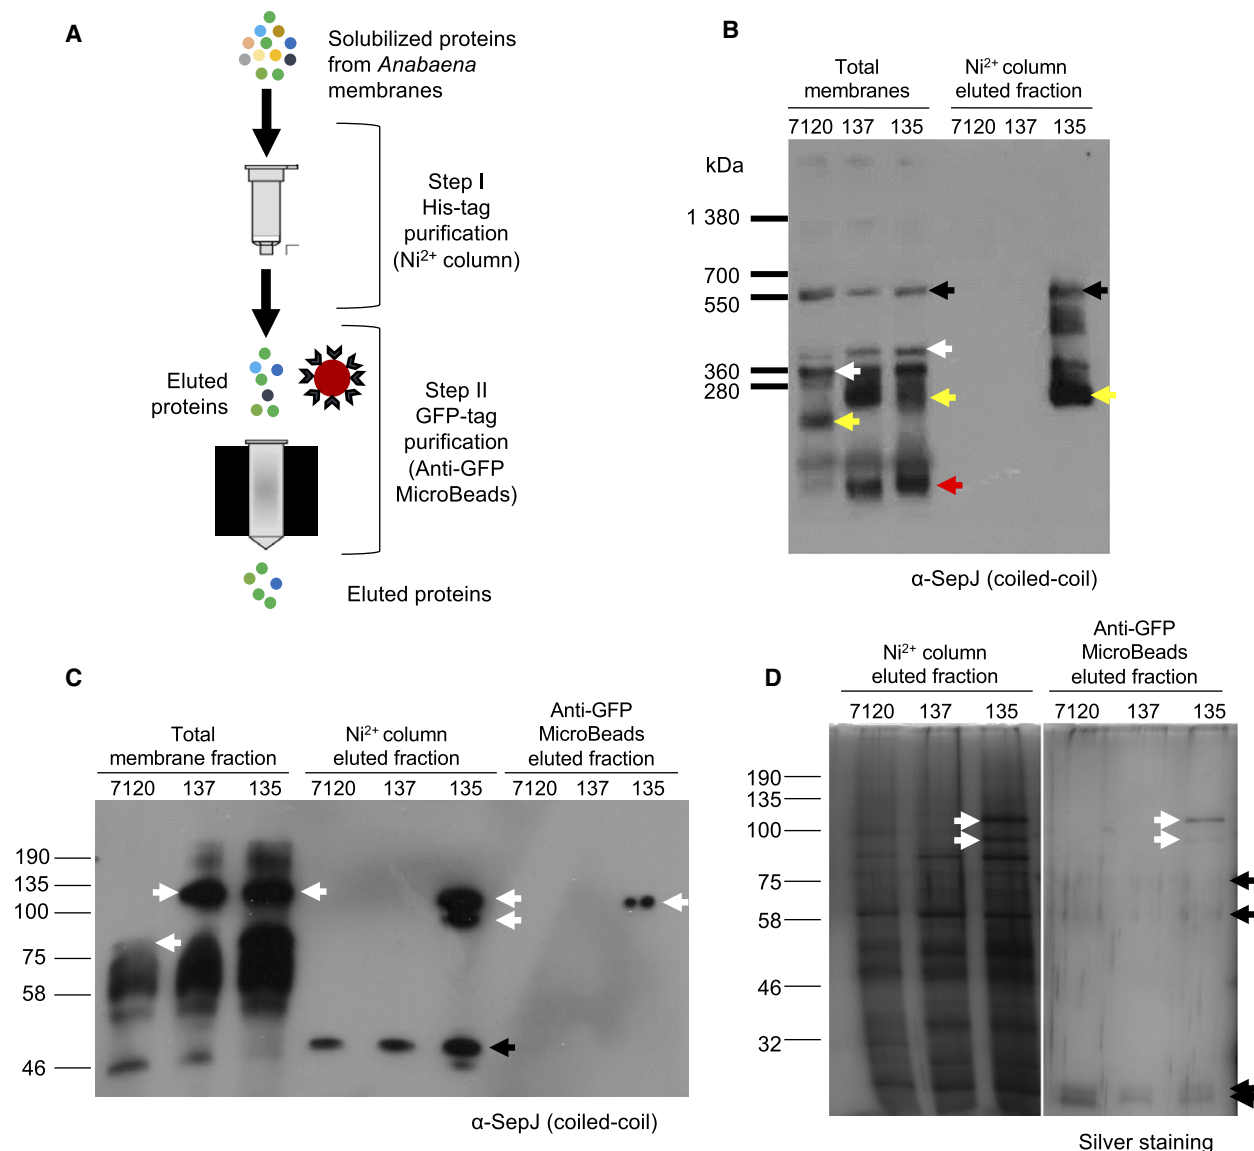 A
Solubilized proteins
from Anabaena
membranes
Step I
His-tag
purification
(Ni2+ column)
Eluted
proteins
Step II
GFP-tag
purification
(Anti-GFP
MicroBeads)
Eluted proteins
B
Total
membranes
Ni2+ column
eluted fraction
7120 137 135 7120 137 135
kDa
1 380
700
550
360
280
α-SepJ (coiled-coil)
C
Total
membrane fraction
Ni2+ column
eluted fraction
Anti-GFP
MicroBeads
eluted fraction
7120 137 135 7120 137 135 7120 137 135
190
135
100
75
58
46
α-SepJ (coiled-coil)
D
Ni2+ column
eluted fraction
Anti-GFP
MicroBeads
eluted fraction
7120 137 135 7120 137 135
190
135
100
75
58
46
32
Silver staining